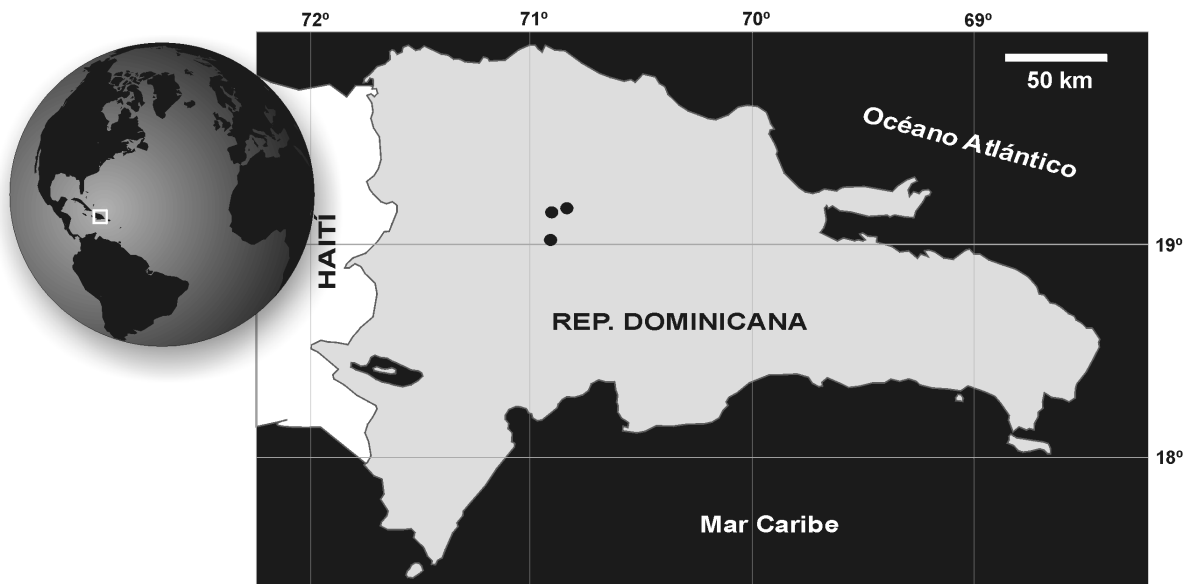 72º 71º 70º 69º
50 km
Océano Atlántico
HAITÍ
19º
REP. DOMINICANA
18º
Mar Caribe